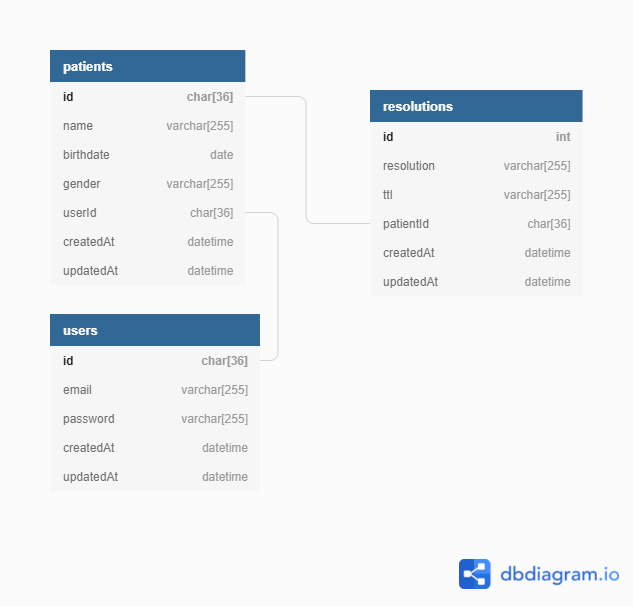 patients
id char[36]
name varchar[255]
birthdate date
gender varchar[255]
userId char[36]
createdAt datetime
updatedAt datetime
resolutions
id int
resolution varchar[255]
ttl varchar[255]
patientId char[36]
createdAt datetime
updatedAt datetime
users
id char[36]
email varchar[255]
password varchar[255]
createdAt datetime
updatedAt datetime
dbdiagram.io